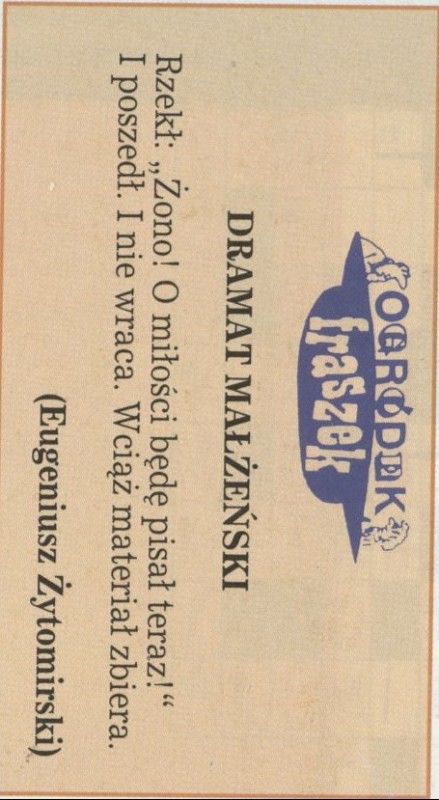 OGRÓDEK
fraszek
DRAMAT MAŁŻEŃSKI
Rzekł: „Żono! O miłości będę pisał teraz!“
I poszedł. I nie wraca. Wciąż materiał zbiera.
(Eugeniusz Żytomirski)